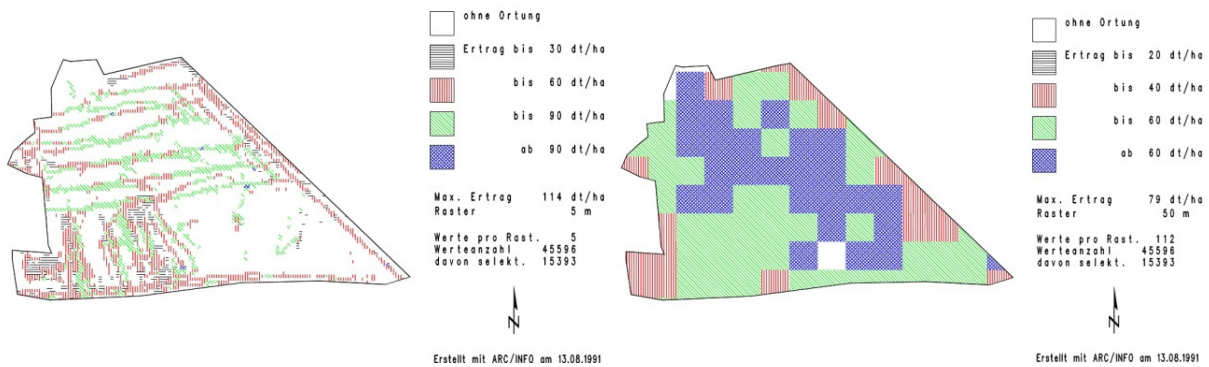 ohne Ortung
Ertrag bis 30 dt/ha
bis 60 dt/ha
bis 90 dt/ha
ab 90 dt/ha
Max. Ertrag 114 dt/ha
Raster 5 m
Werte pro Rast. 5
Werteanzahl 45596
davon selekt. 15393
N
Erstellt mit ARC/INFO am 13.08.1991
ohne Ortung
Ertrag bis 20 dt/ha
bis 40 dt/ha
bis 60 dt/ha
ab 60 dt/ha
Max. Ertrag 79 dt/ha
Raster 50 m
Werte pro Rast. 112
Werteanzahl 45596
davon selekt. 15393
N
Erstellt mit ARC/INFO am 13.08.1991